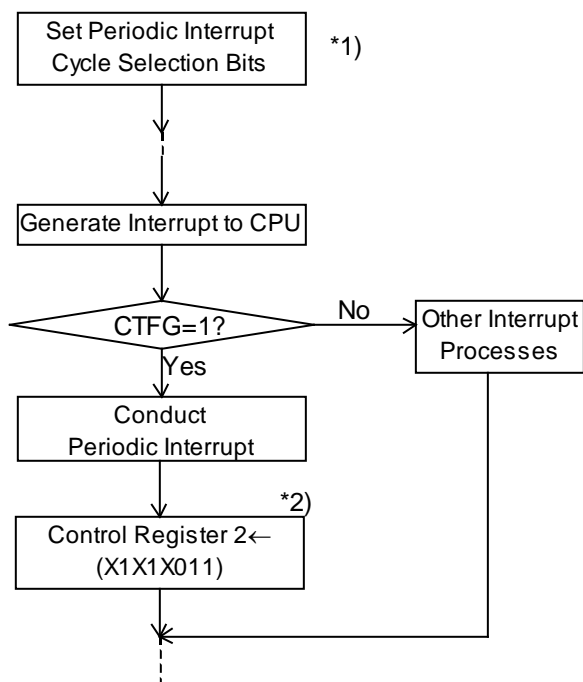 Set Periodic Interrupt
Cycle Selection Bits
*1)
Generate Interrupt to CPU
CTFG=1?
No
Other Interrupt
Processes
Yes
Conduct
Periodic Interrupt
*2)
Control Register 2←
(X1X1X011)